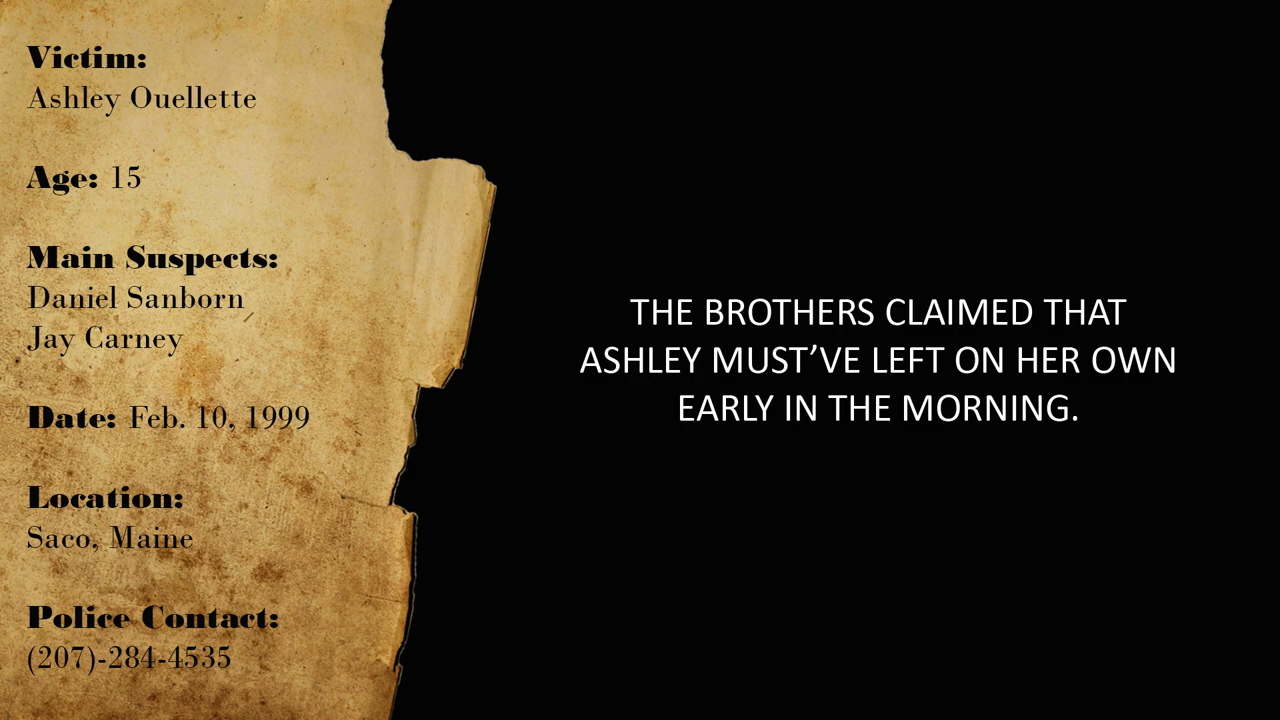 Victim:
Ashley Ouellette
Age: 15
Main Suspects:
Daniel Sanborn
Jay Carney
Date: Feb. 10, 1999
Location:
Saco, Maine
Police Contact:
(207)-284-4535
THE BROTHERS CLAIMED THAT
ASHLEY MUST’VE LEFT ON HER OWN
EARLY IN THE MORNING.